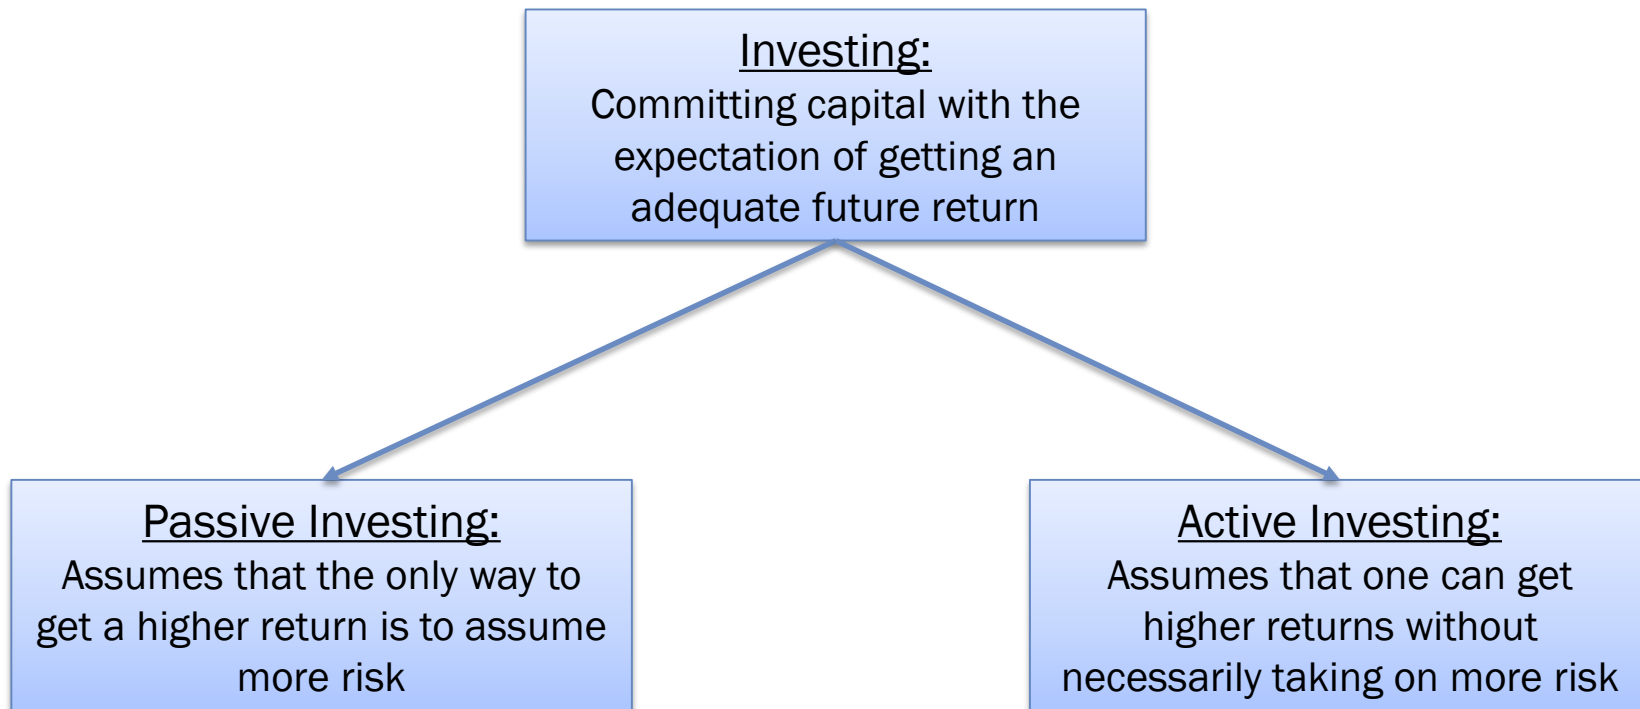 Investing:
Committing capital with the
expectation of getting an
adequate future return
Passive Investing:
Assumes that the only way to
get a higher return is to assume
more risk
Active Investing:
Assumes that one can get
higher returns without
necessarily taking on more risk